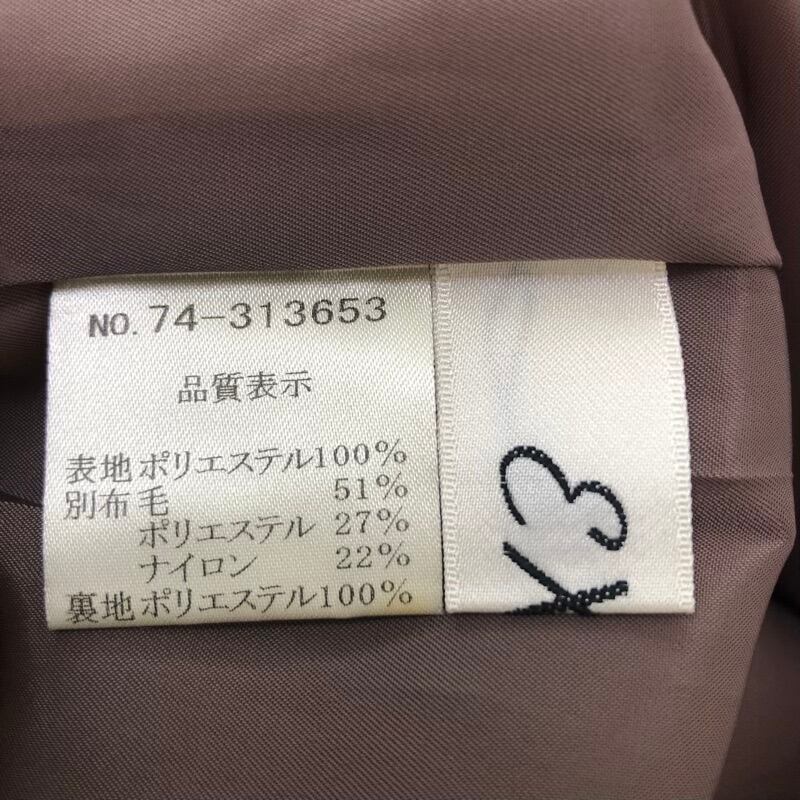 NO. 74-313653
品質表示
表地 ポリエステル100%
別布 毛 51%
ポリエステル 27%
ナイロン 22%
裏地 ポリエステル100%